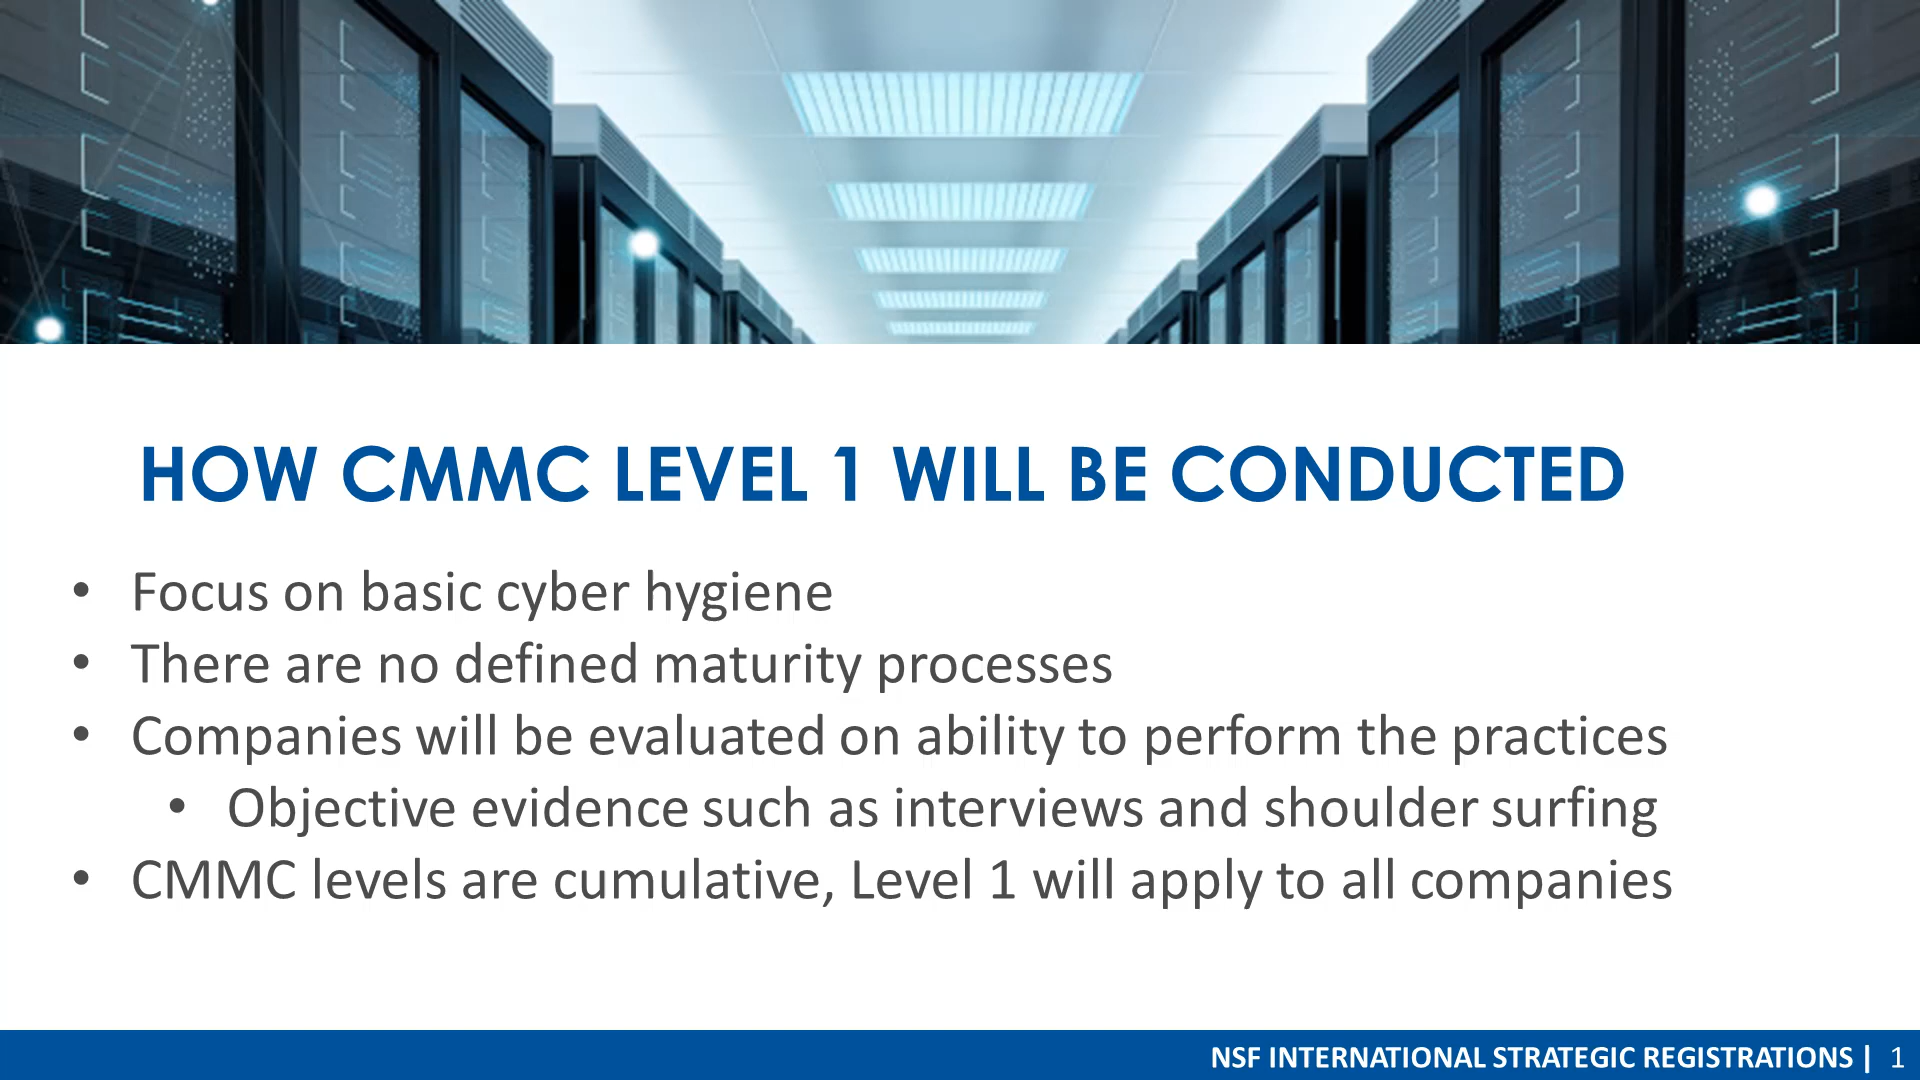 HOW CMMC LEVEL 1 WILL BE CONDUCTED
• Focus on basic cyber hygiene
• There are no defined maturity processes
• Companies will be evaluated on ability to perform the practices
• Objective evidence such as interviews and shoulder surfing
• CMMC levels are cumulative, Level 1 will apply to all companies
NSF INTERNATIONAL STRATEGIC REGISTRATIONS | 1